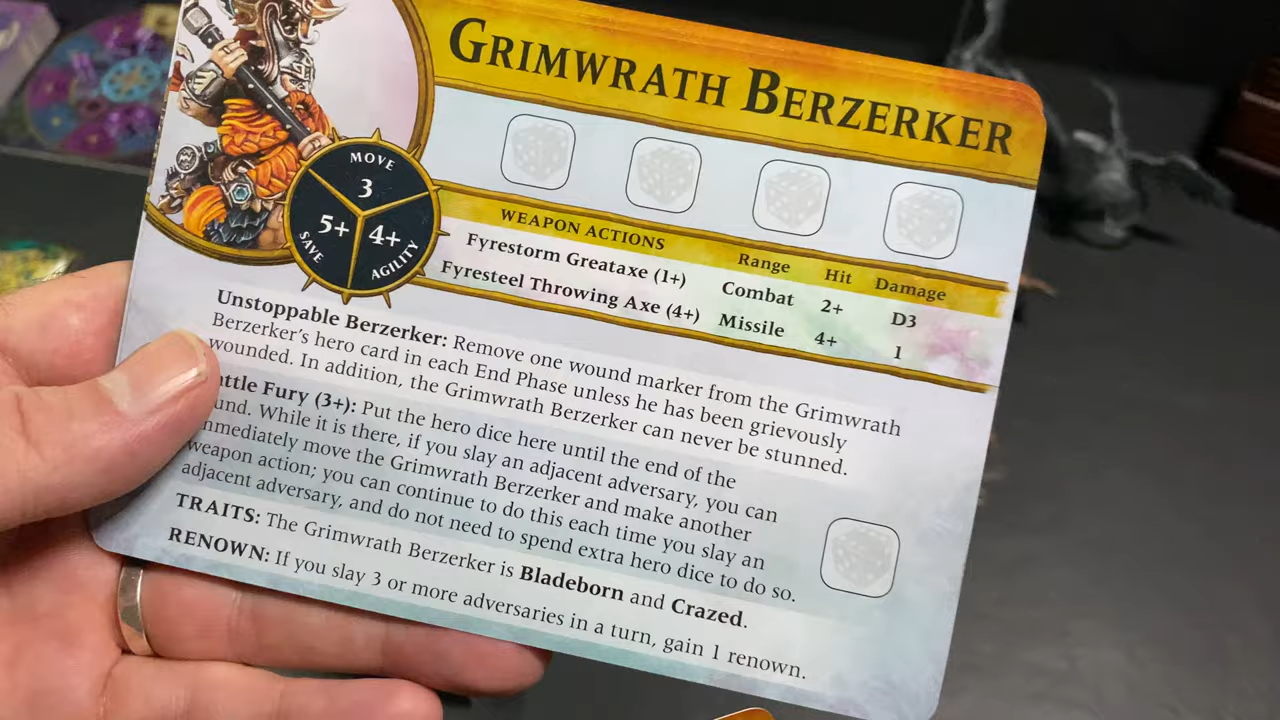 GRIMWRATH BERZERKER
MOVE
3
5+ 4+
SAVE AGILITY
WEAPON ACTIONS Range Hit Damage
Fyrestorm Greataxe (1+) Combat 2+ D3
Fyresteel Throwing Axe (4+) Missile 4+ 1
Unstoppable Berzerker: Remove one wound marker from the Grimwrath
Berzerker's hero card in each End Phase unless he has been grievously
wounded. In addition, the Grimwrath Berzerker can never be stunned.
attle Fury (3+): Put the hero dice here until the end of the
und. While it is there, if you slay an adjacent adversary, you can
mmediately move the Grimwrath Berzerker and make another
weapon action; you can continue to do this each time you slay an
adjacent adversary, and do not need to spend extra hero dice to do so.
TRAITS: The Grimwrath Berzerker is Bladeborn and Crazed.
RENOWN: If you slay 3 or more adversaries in a turn, gain 1 renown.